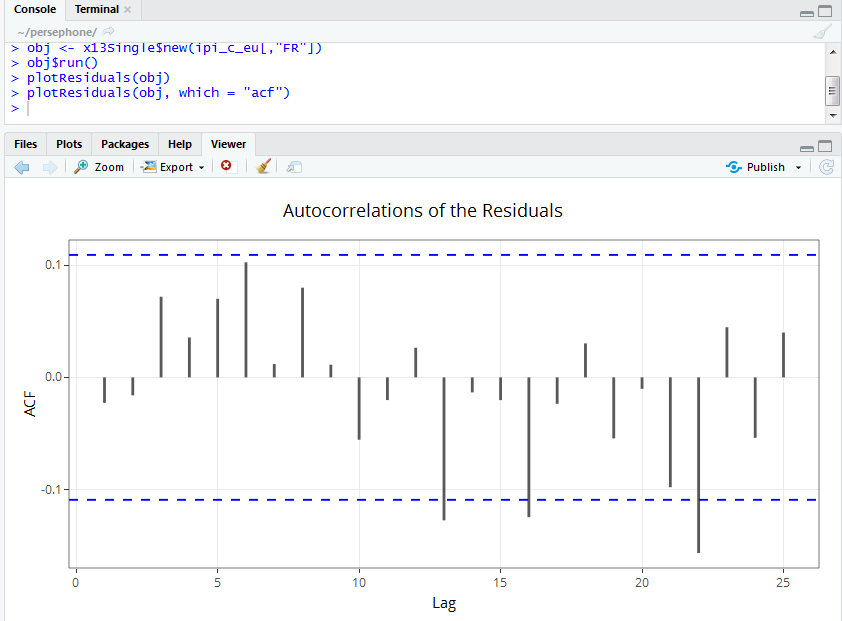 Console Terminal
~/persephone/
> obj <- x13Single$new(ipi_c_eu[,"FR"])
> obj$run()
> plotResiduals(obj)
> plotResiduals(obj, which = "acf")
>
Files Plots Packages Help Viewer
Zoom Export Publish
Autocorrelations of the Residuals
0.1
0.0
-0.1
ACF
0 5 10 15 20 25
Lag